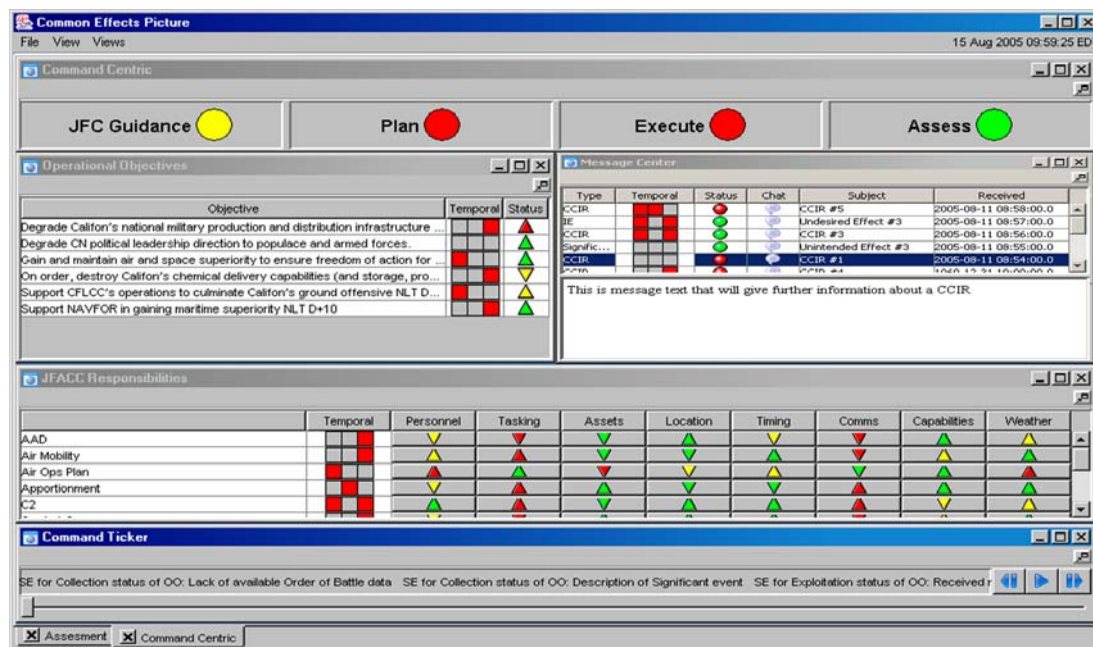 Common Effects Picture
File View Views 15 Aug 2005 09:59:25 ED
Command Centric
JFC Guidance Plan Execute Assess
Operational Objectives
Objective Temporal Status
Degrade Califon's national military production and distribution infrastructure ...
Degrade CN political leadership direction to populace and armed forces.
Gain and maintain air and space superiority to ensure freedom of action for ...
On order, destroy Califon's chemical delivery capabilities (and storage, pro...
Support CFLCC's operations to culminate Califon's ground offensive NLT D...
Support NAVFOR in gaining maritime superiority NLT D+10
Message Center
Type Temporal Status Chat Subject Received
CCIR CCIR #5 2005-08-11 08:58:00.0
IE Undesired Effect #3 2005-08-11 08:57:00.0
CCIR CCIR #3 2005-08-11 08:56:00.0
Signific... Unintended Effect #3 2005-08-11 08:55:00.0
CCIR CCIR #1 2005-08-11 08:54:00.0
This is message text that will give further information about a CCIR
JFACC Responsibilities
Temporal Personnel Tasking Assets Location Timing Comms Capabilities Weather
AAD
Air Mobility
Air Ops Plan
Apportionment
C2
Command Ticker
SE for Collection status of OO: Lack of available Order of Battle data SE for Collection status of OO: Description of Significant event SE for Exploitation status of OO: Received
Assesment Command Centric